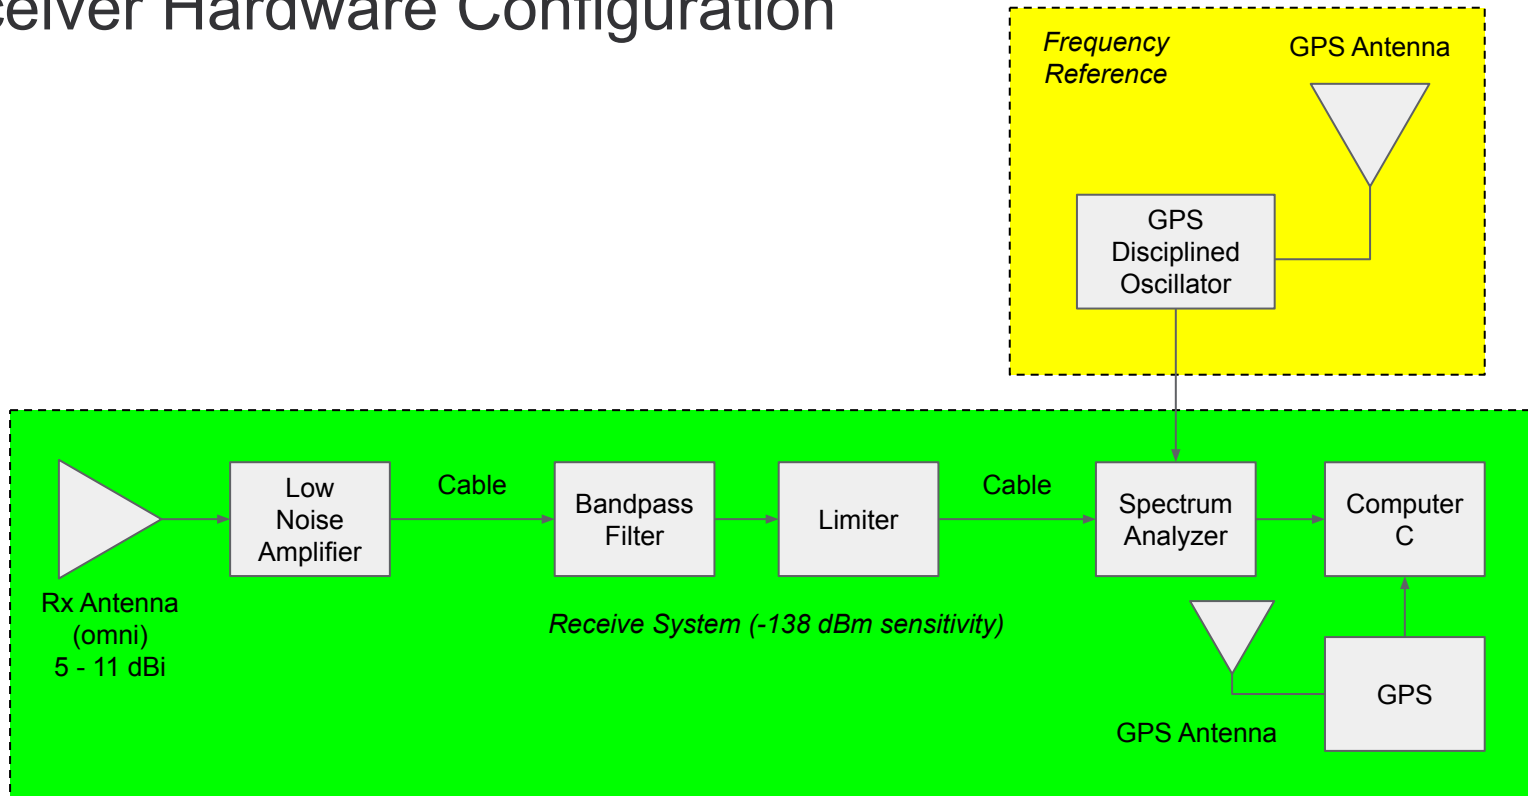 ceiver Hardware Configuration
Frequency
Reference
GPS Antenna
GPS
Disciplined
Oscillator
Rx Antenna
(omni)
5 - 11 dBi
Low
Noise
Amplifier
Cable
Bandpass
Filter
Limiter
Cable
Spectrum
Analyzer
Computer
C
Receive System (-138 dBm sensitivity)
GPS Antenna
GPS